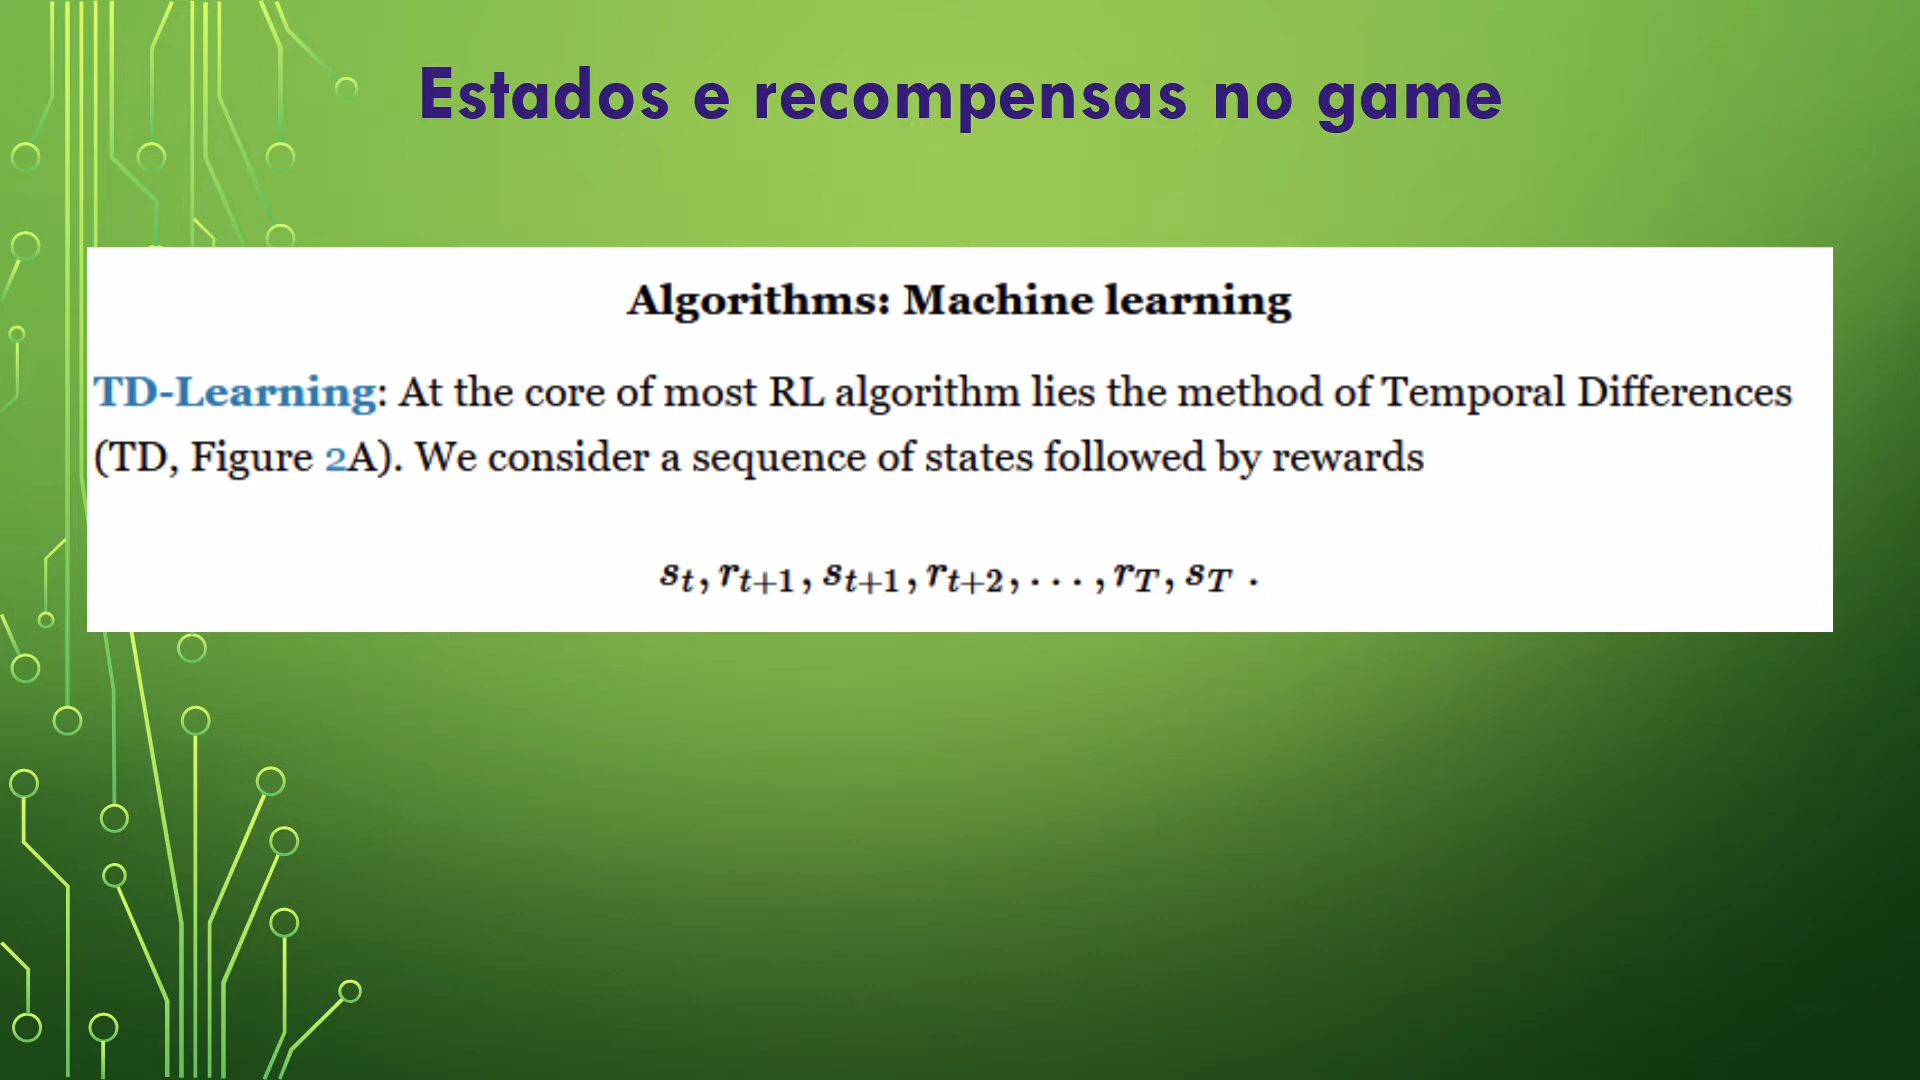 Estados e recompensas no game
Algorithms: Machine learning
TD-Learning: At the core of most RL algorithm lies the method of Temporal Differences
(TD, Figure 2A). We consider a sequence of states followed by rewards
s_t, r_{t+1}, s_{t+1}, r_{t+2}, . . . , r_T, s_T .